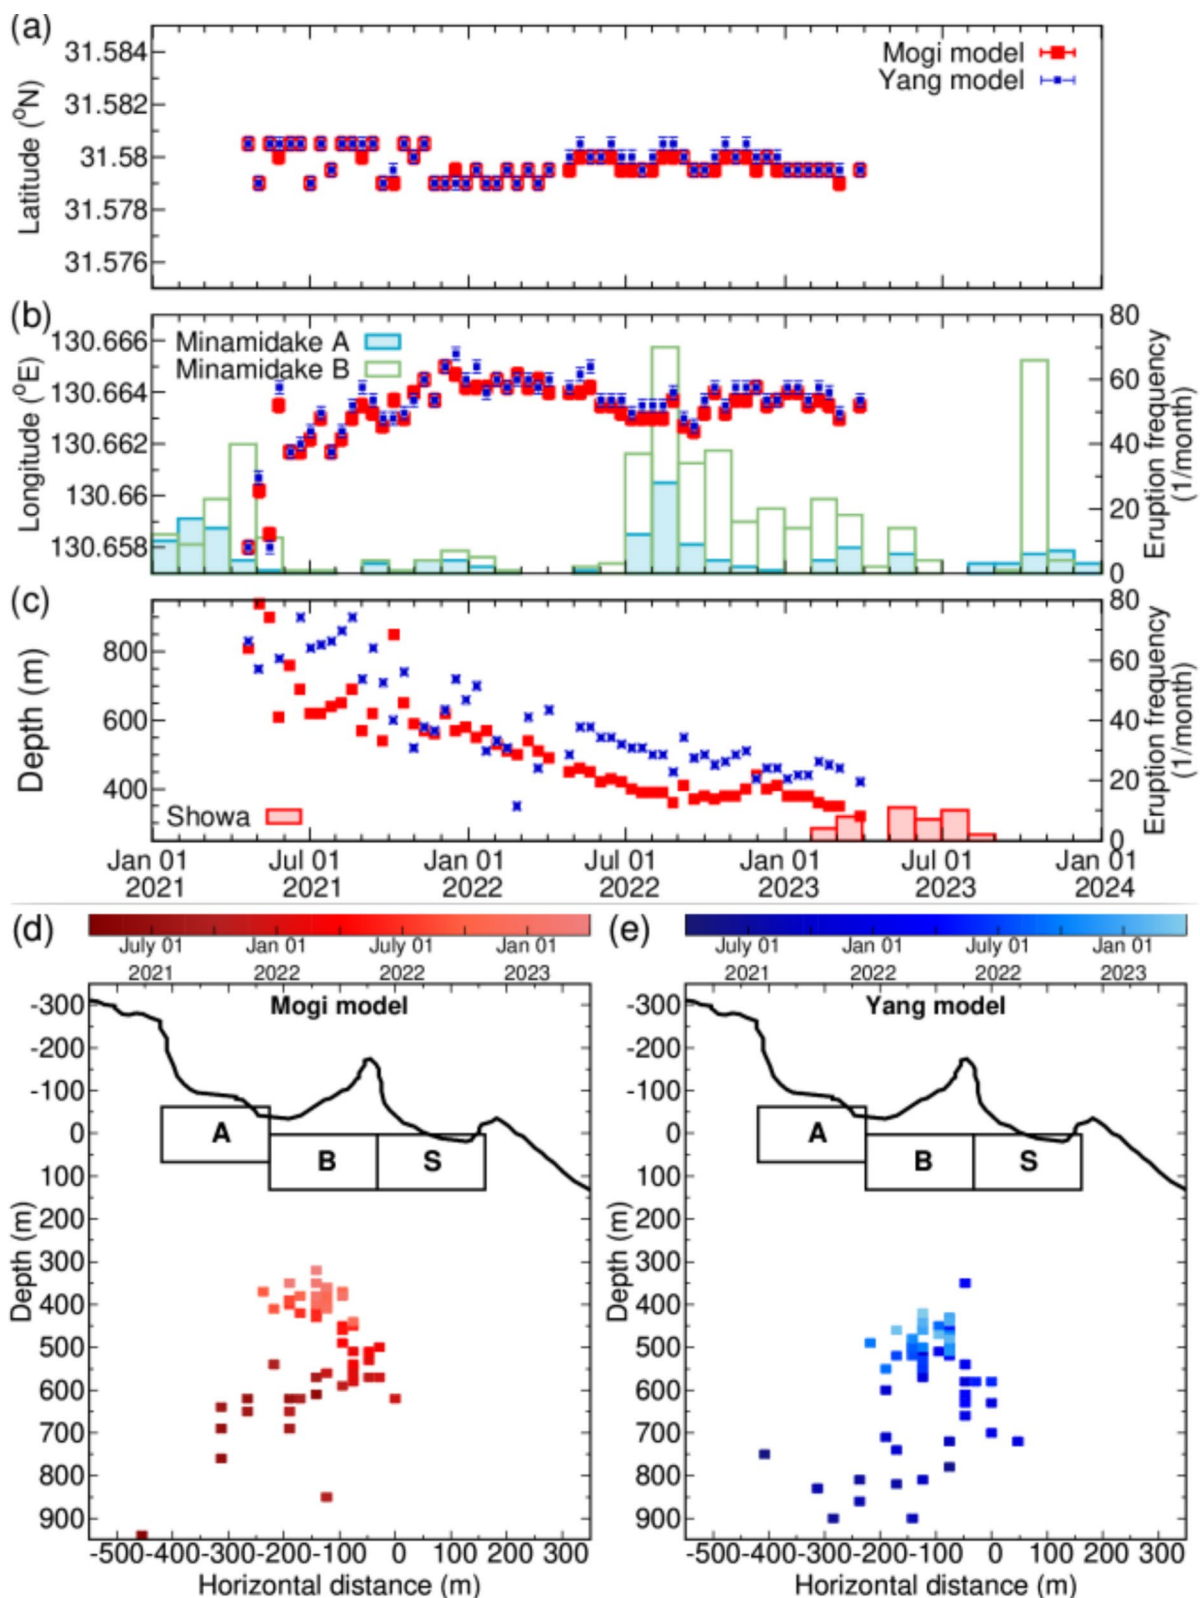 (a)
31.584
31.582
31.58
31.578
31.576
Latitude (°N)
Mogi model
Yang model
(b)
130.666
130.664
130.662
130.66
130.658
Longitude (°E)
Minamidake A
Minamidake B
80
60
40
20
0
Eruption frequency
(1/month)
(c)
800
600
400
Depth (m)
Showa
80
60
40
20
0
Eruption frequency
(1/month)
Jan 01 Jul 01 Jan 01 Jul 01 Jan 01 Jul 01 Jan 01
2021 2021 2022 2022 2023 2023 2024
(d)
July 01 Jan 01 July 01 Jan 01
2021 2022 2022 2023
Mogi model
-300
-200
-100
0
100
200
300
400
500
600
700
800
900
Depth (m)
A
B
S
-500-400-300-200-100 0 100 200 300
Horizontal distance (m)
(e)
July 01 Jan 01 July 01 Jan 01
2021 2022 2022 2023
Yang model
-300
-200
-100
0
100
200
300
400
500
600
700
800
900
Depth (m)
A
B
S
-500-400-300-200-100 0 100 200 300
Horizontal distance (m)